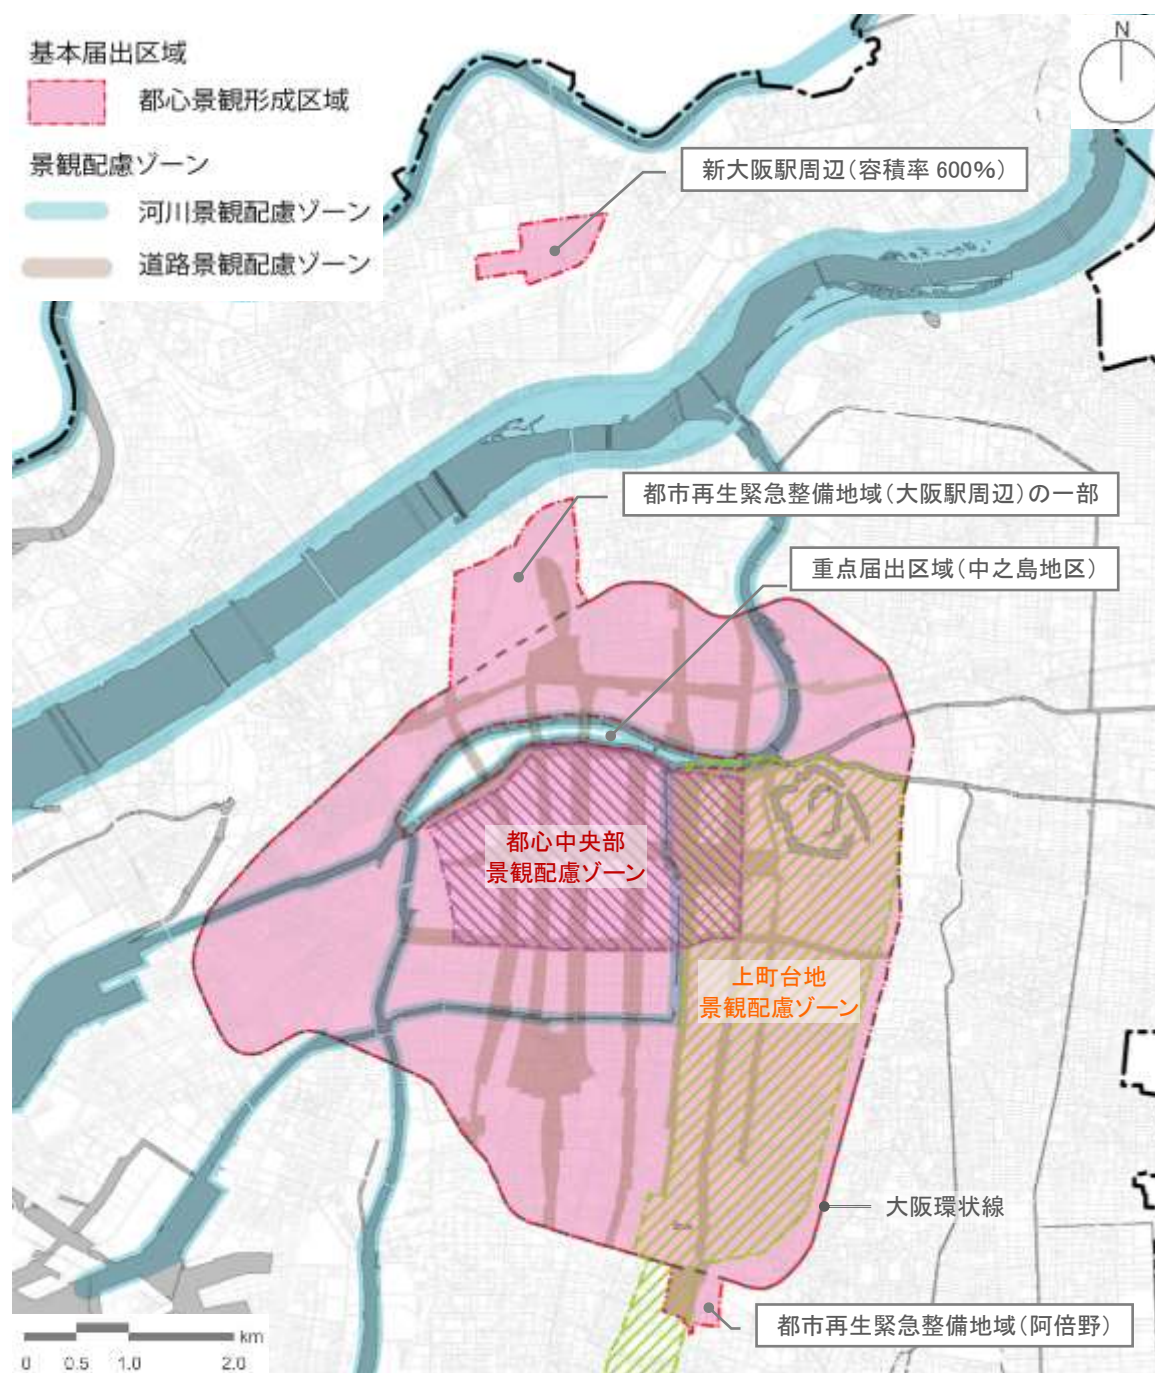 基本届出区域
都心景観形成区域
景観配慮ゾーン
河川景観配慮ゾーン
道路景観配慮ゾーン
N
新大阪駅周辺(容積率 600%)
都市再生緊急整備地域(大阪駅周辺)の一部
重点届出区域(中之島地区)
都心中央部
景観配慮ゾーン
上町台地
景観配慮ゾーン
大阪環状線
都市再生緊急整備地域(阿倍野)
km
0 0.5 1.0 2.0